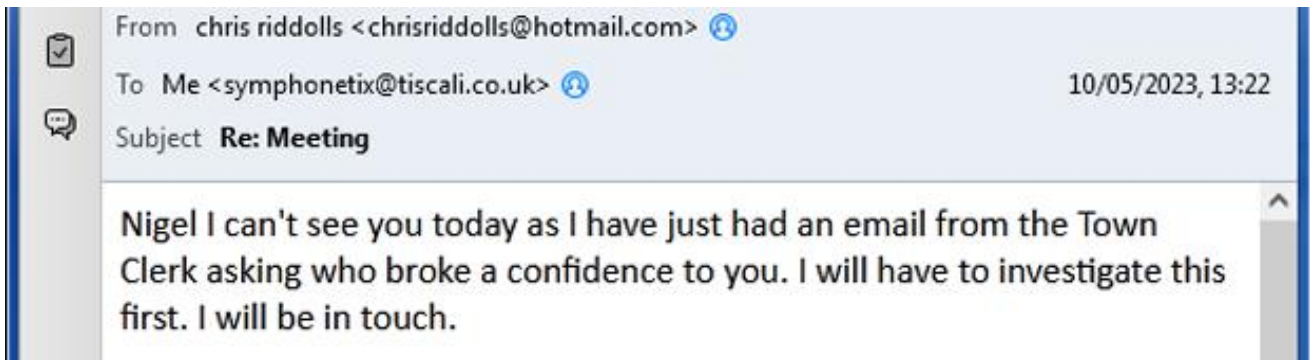 From chris riddolls <chrisriddolls@hotmail.com>
To Me <symphonetix@tiscali.co.uk> 10/05/2023, 13:22
Subject Re: Meeting
Nigel I can't see you today as I have just had an email from the Town
Clerk asking who broke a confidence to you. I will have to investigate this
first. I will be in touch.